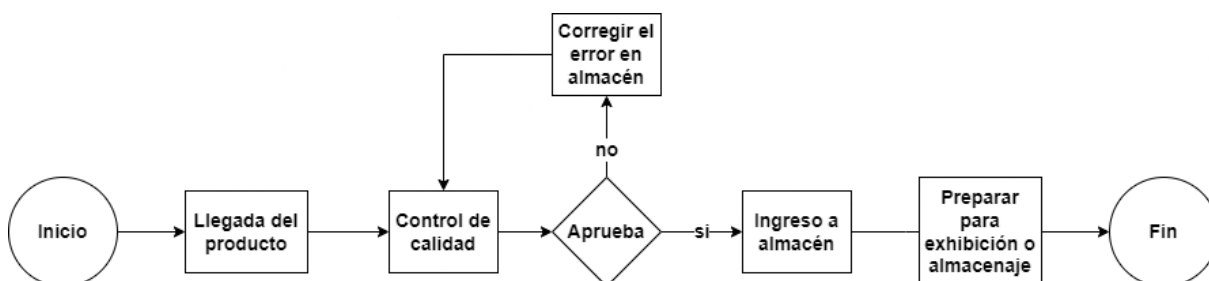 Corregir el
error en
almacén
no
Inicio
Llegada del
producto
Control de
calidad
Aprueba
si
Ingreso a
almacén
Preparar
para
exhibición o
almacenaje
Fin